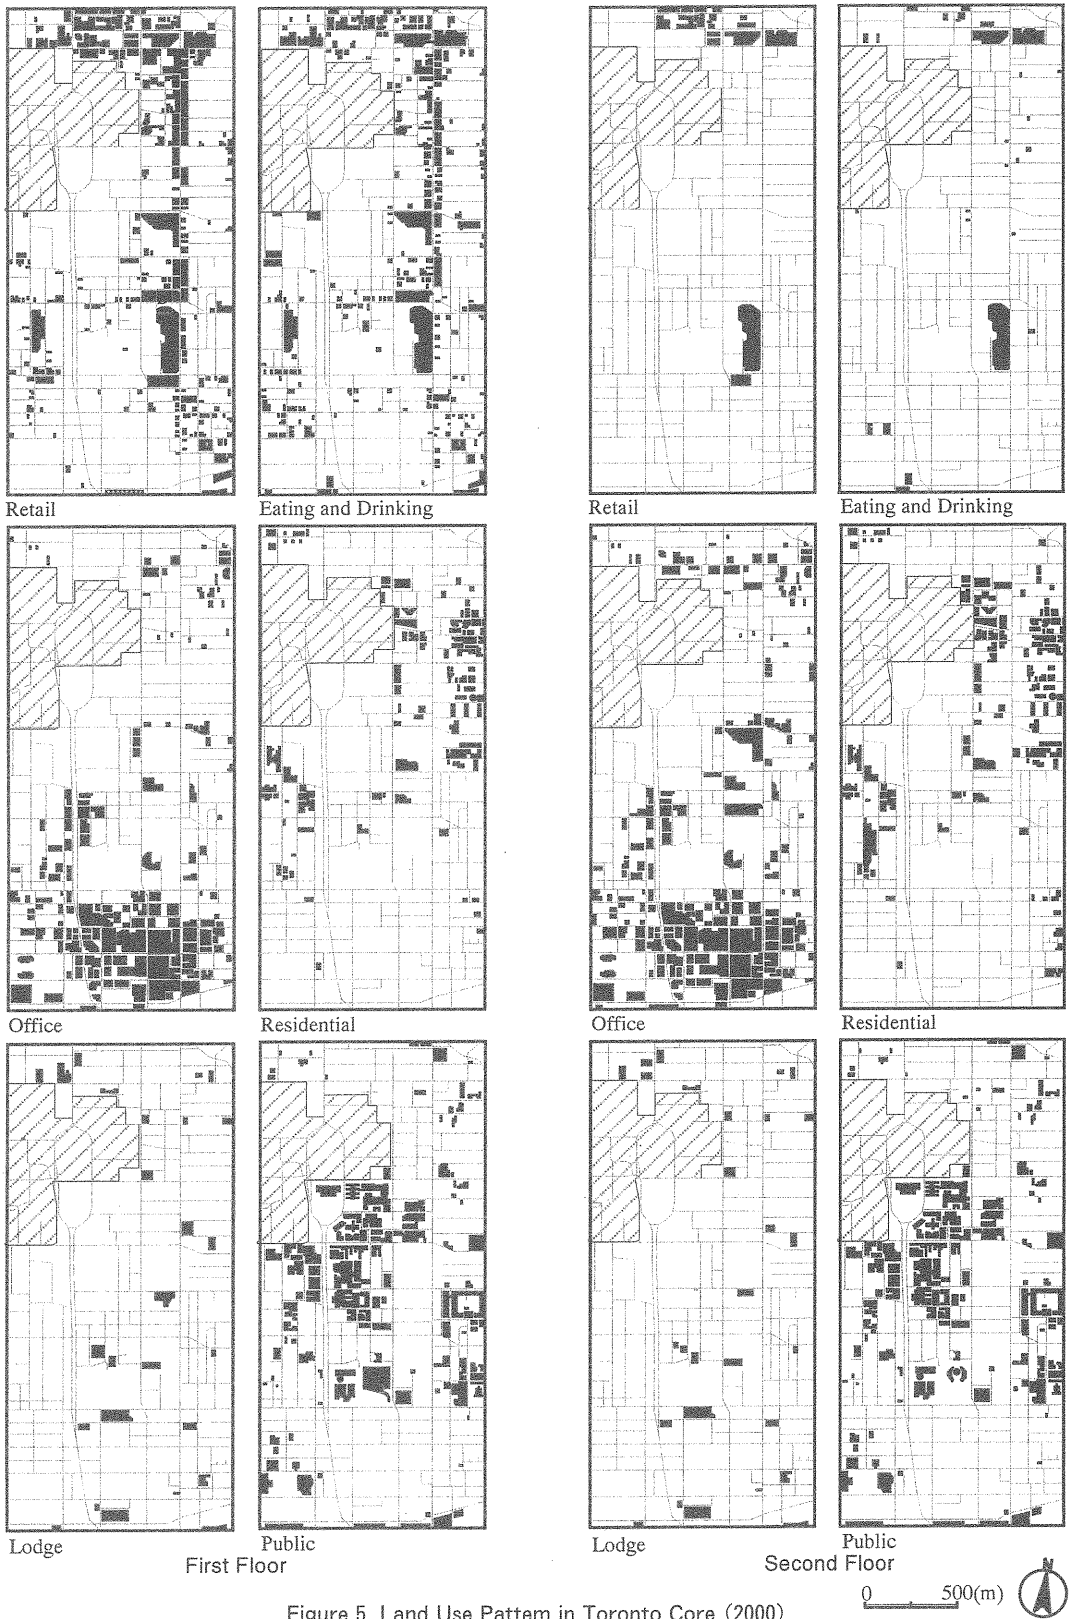 Retail
Eating and Drinking
Retail
Eating and Drinking
Office
Residential
Office
Residential
Lodge
Public
Lodge
Public
First Floor
Second Floor
N
0 500(m)
Figure 5 Land Use Pattern in Toronto Core (2000)